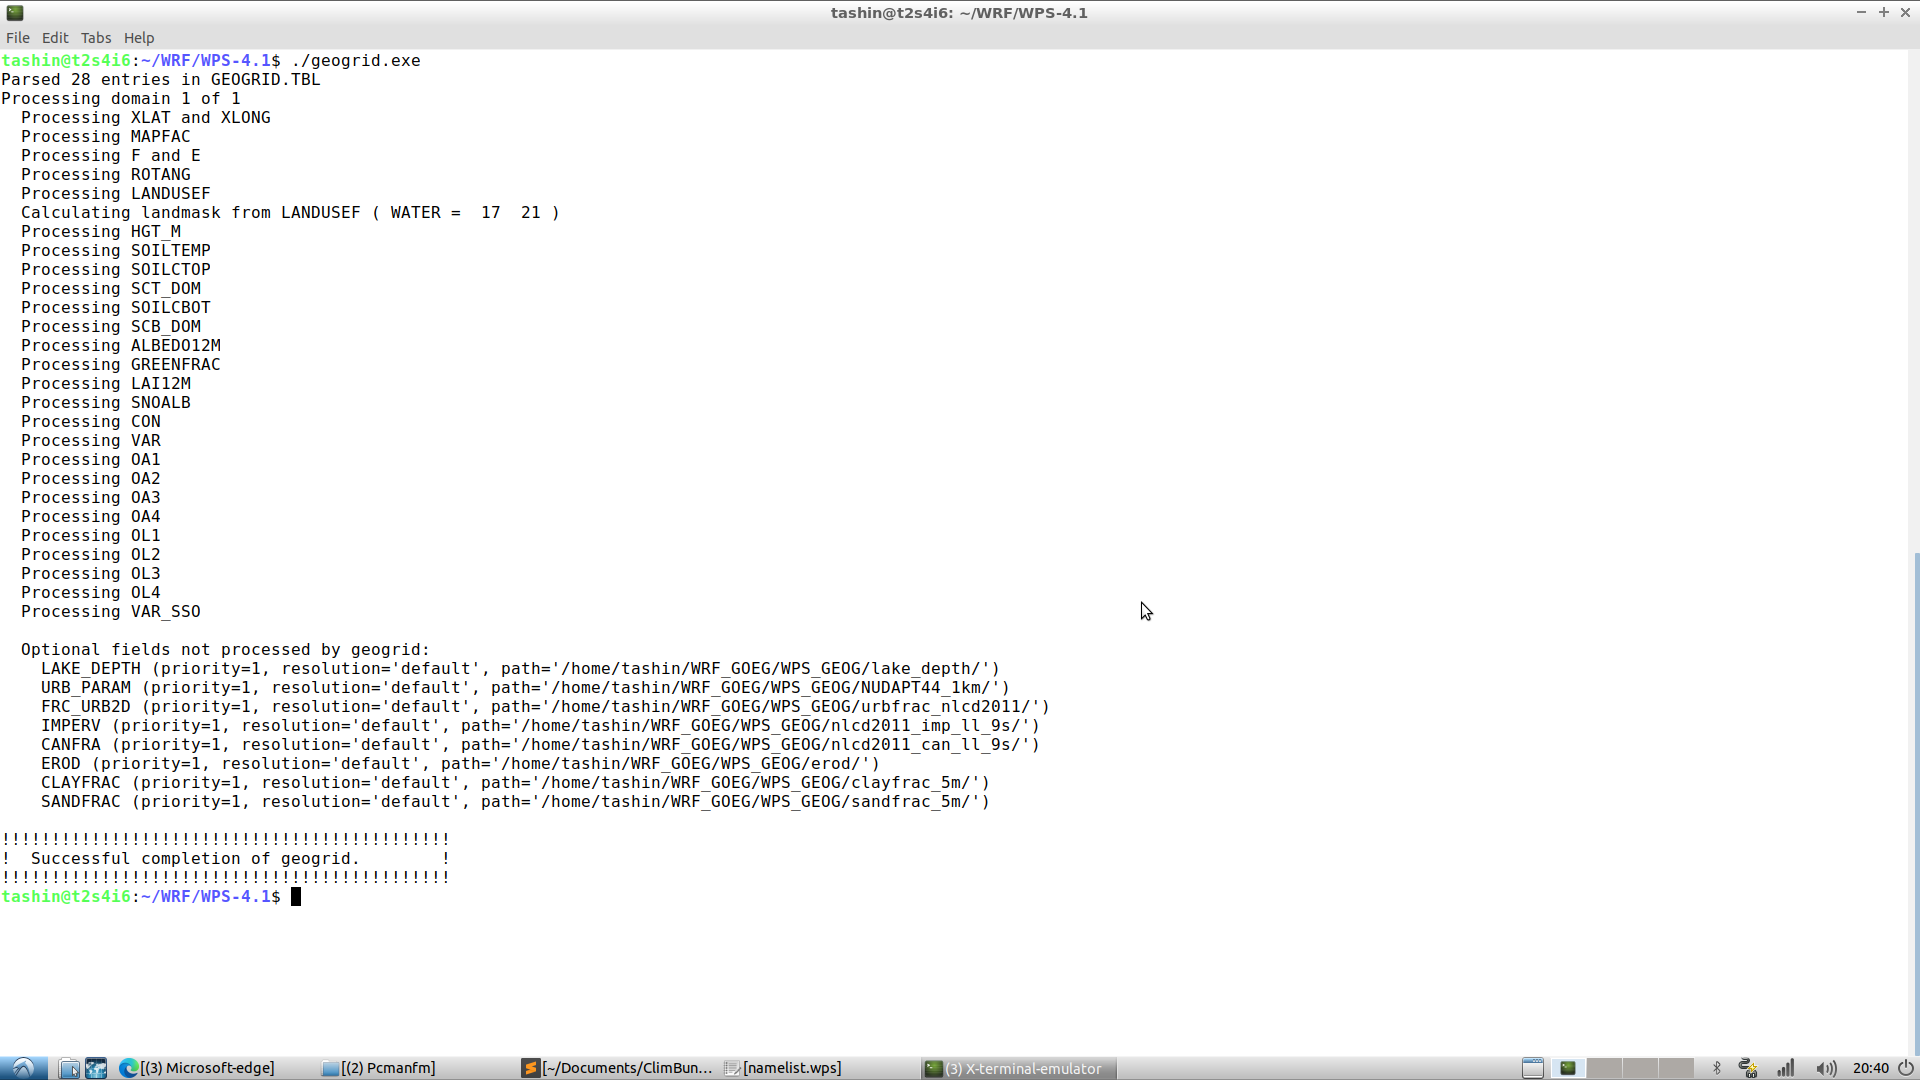 tashin@t2s4i6: ~/WRF/WPS-4.1
File Edit Tabs Help
tashin@t2s4i6:~/WRF/WPS-4.1$ ./geogrid.exe
Parsed 28 entries in GEOGRID.TBL
Processing domain 1 of 1
  Processing XLAT and XLONG
  Processing MAPFAC
  Processing F and E
  Processing ROTANG
  Processing LANDUSEF
  Calculating landmask from LANDUSEF ( WATER =  17  21 )
  Processing HGT_M
  Processing SOILTEMP
  Processing SOILCTOP
  Processing SCT_DOM
  Processing SOILCBOT
  Processing SCB_DOM
  Processing ALBEDO12M
  Processing GREENFRAC
  Processing LAI12M
  Processing SNOALB
  Processing CON
  Processing VAR
  Processing OA1
  Processing OA2
  Processing OA3
  Processing OA4
  Processing OL1
  Processing OL2
  Processing OL3
  Processing OL4
  Processing VAR_SSO
  Optional fields not processed by geogrid:
    LAKE_DEPTH (priority=1, resolution='default', path='/home/tashin/WRF_GOEG/WPS_GEOG/lake_depth/')
    URB_PARAM (priority=1, resolution='default', path='/home/tashin/WRF_GOEG/WPS_GEOG/NUDAPT44_1km/')
    FRC_URB2D (priority=1, resolution='default', path='/home/tashin/WRF_GOEG/WPS_GEOG/urbfrac_nlcd2011/')
    IMPERV (priority=1, resolution='default', path='/home/tashin/WRF_GOEG/WPS_GEOG/nlcd2011_imp_ll_9s/')
    CANFRA (priority=1, resolution='default', path='/home/tashin/WRF_GOEG/WPS_GEOG/nlcd2011_can_ll_9s/')
    EROD (priority=1, resolution='default', path='/home/tashin/WRF_GOEG/WPS_GEOG/erod/')
    CLAYFRAC (priority=1, resolution='default', path='/home/tashin/WRF_GOEG/WPS_GEOG/clayfrac_5m/')
    SANDFRAC (priority=1, resolution='default', path='/home/tashin/WRF_GOEG/WPS_GEOG/sandfrac_5m/')
!!!!!!!!!!!!!!!!!!!!!!!!!!!!!!!!!!!!!!!!!!!!!
!  Successful completion of geogrid.        !
!!!!!!!!!!!!!!!!!!!!!!!!!!!!!!!!!!!!!!!!!!!!!
tashin@t2s4i6:~/WRF/WPS-4.1$
[(3) Microsoft-edge] [(2) Pcmanfm] [~/Documents/ClimBun... [namelist.wps] (3) X-terminal-emulator 20:40